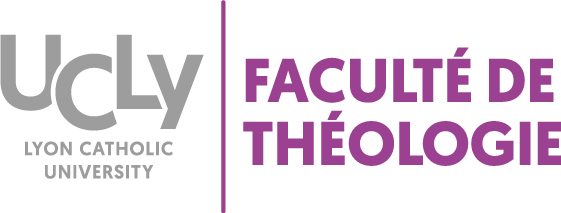 UCLy
LYON CATHOLIC
UNIVERSITY
FACULTÉ DE
THÉOLOGIE